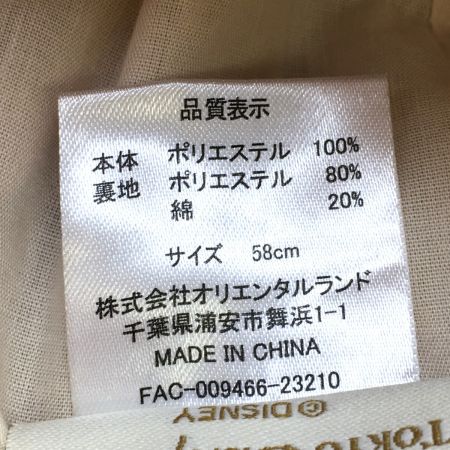 品質表示
本体 ポリエステル 100%
裏地 ポリエステル 80%
綿 20%
サイズ 58cm
株式会社オリエンタルランド
千葉県浦安市舞浜1-1
MADE IN CHINA
FAC-009466-23210
©DISNEY
TOKYO